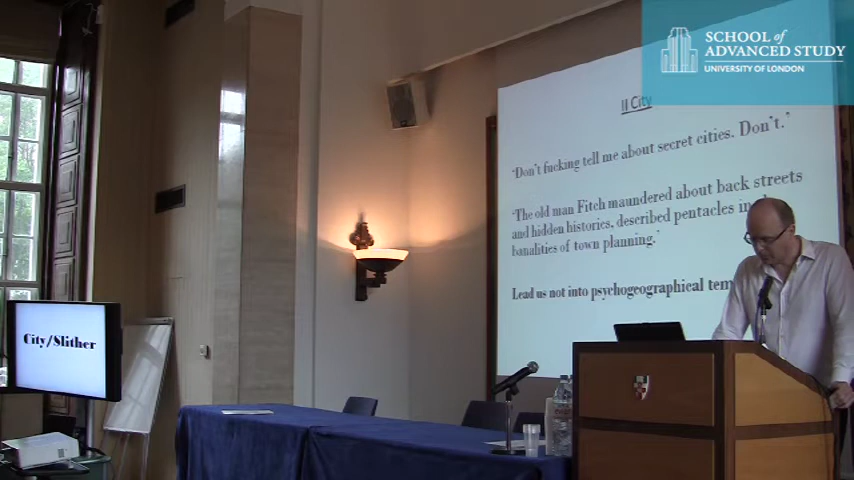 SCHOOL of
ADVANCED STUDY
UNIVERSITY OF LONDON
II City
'Don't fucking tell me about secret cities. Don't.'
'The old man Fitch maundered about back streets
and hidden histories, describing pentacles in
banalities of town planning.'
Lead us not into psychogeographical
City/Slither